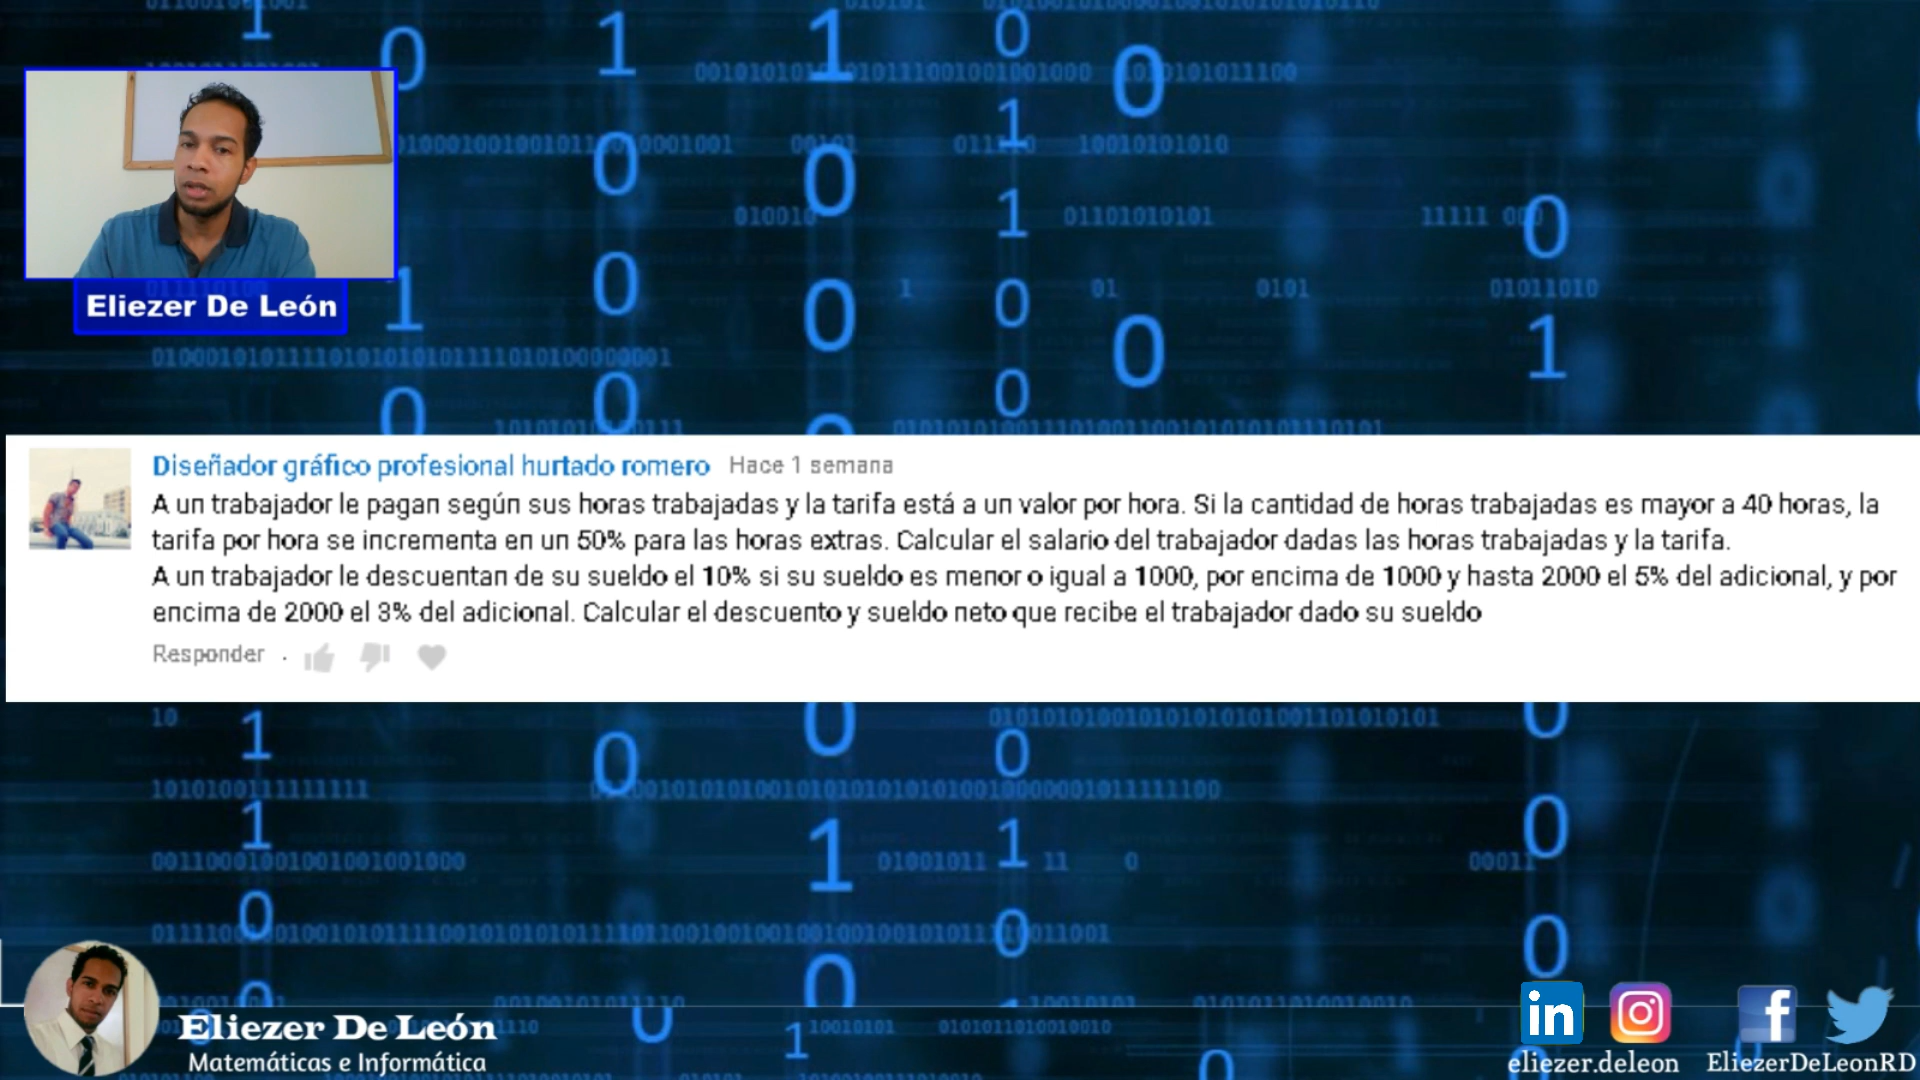 Eliezer De León
Diseñador gráfico profesional hurtado romero Hace 1 semana
A un trabajador le pagan según sus horas trabajadas y la tarifa está a un valor por hora. Si la cantidad de horas trabajadas es mayor a 40 horas, la
tarifa por hora se incrementa en un 50% para las horas extras. Calcular el salario del trabajador dadas las horas trabajadas y la tarifa.
A un trabajador le descuentan de su sueldo el 10% si su sueldo es menor o igual a 1000, por encima de 1000 y hasta 2000 el 5% del adicional, y por
encima de 2000 el 3% del adicional. Calcular el descuento y sueldo neto que recibe el trabajador dado su sueldo
Responder .
Eliezer De León
Matemáticas e Informática
in
f
eliezer.deleon
EliezerDeLeonRD